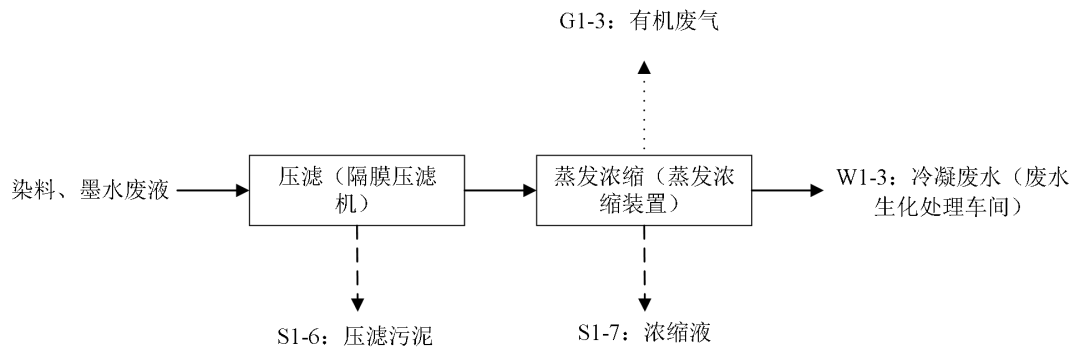 G1-3：有机废气
染料、墨水废液
压滤（隔膜压滤
机）
蒸发浓缩（蒸发浓
缩装置）
W1-3：冷凝废水（废水
生化处理车间）
S1-6：压滤污泥
S1-7：浓缩液